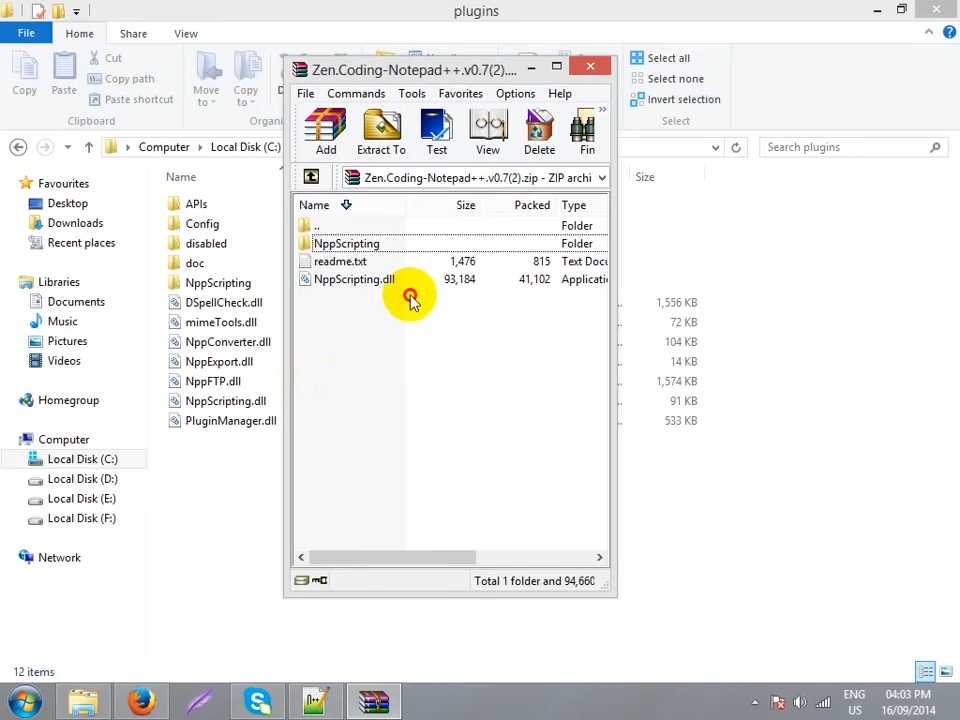 plugins
File Home Share View
Copy
Paste
Cut
Copy path
Paste shortcut
Move to
Copy to
Clipboard
Organi
Select all
Select none
Invert selection
Select
Computer Local Disk (C:)
Search plugins
Favourites
Desktop
Downloads
Recent places
Libraries
Documents
Music
Pictures
Videos
Homegroup
Computer
Local Disk (C:)
Local Disk (D:)
Local Disk (E:)
Local Disk (F:)
Network
Name
Size
APIs
Config
disabled
doc
NppScripting
DSpellCheck.dll 1,556 KB
mimeTools.dll 72 KB
NppConverter.dll 104 KB
NppExport.dll 14 KB
NppFTP.dll 1,574 KB
NppScripting.dll 91 KB
PluginManager.dll 533 KB
Zen.Coding-Notepad++.v0.7(2)....
File Commands Tools Favorites Options Help
Add Extract To Test View Delete Fin
Zen.Coding-Notepad++.v0.7(2).zip - ZIP archi
Name Size Packed Type
.. Folder
NppScripting Folder
readme.txt 1,476 815 Text Docu
NppScripting.dll 93,184 41,102 Applicati
Total 1 folder and 94,660
12 items
ENG
US
04:03 PM
16/09/2014